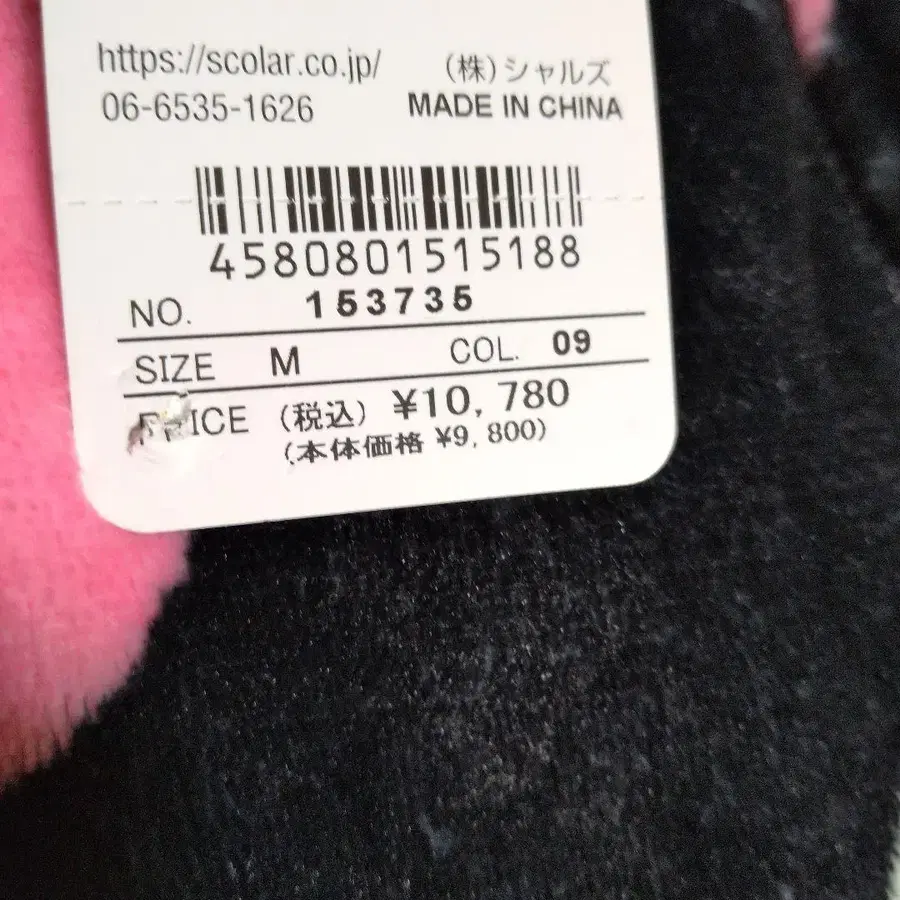 https://scolar.co.jp/ (株)シャルズ
06-6535-1626 MADE IN CHINA
4580801515188
NO. 153735
SIZE M COL. 09
PRICE (税込) ¥10,780
(本体価格 ¥9,800)